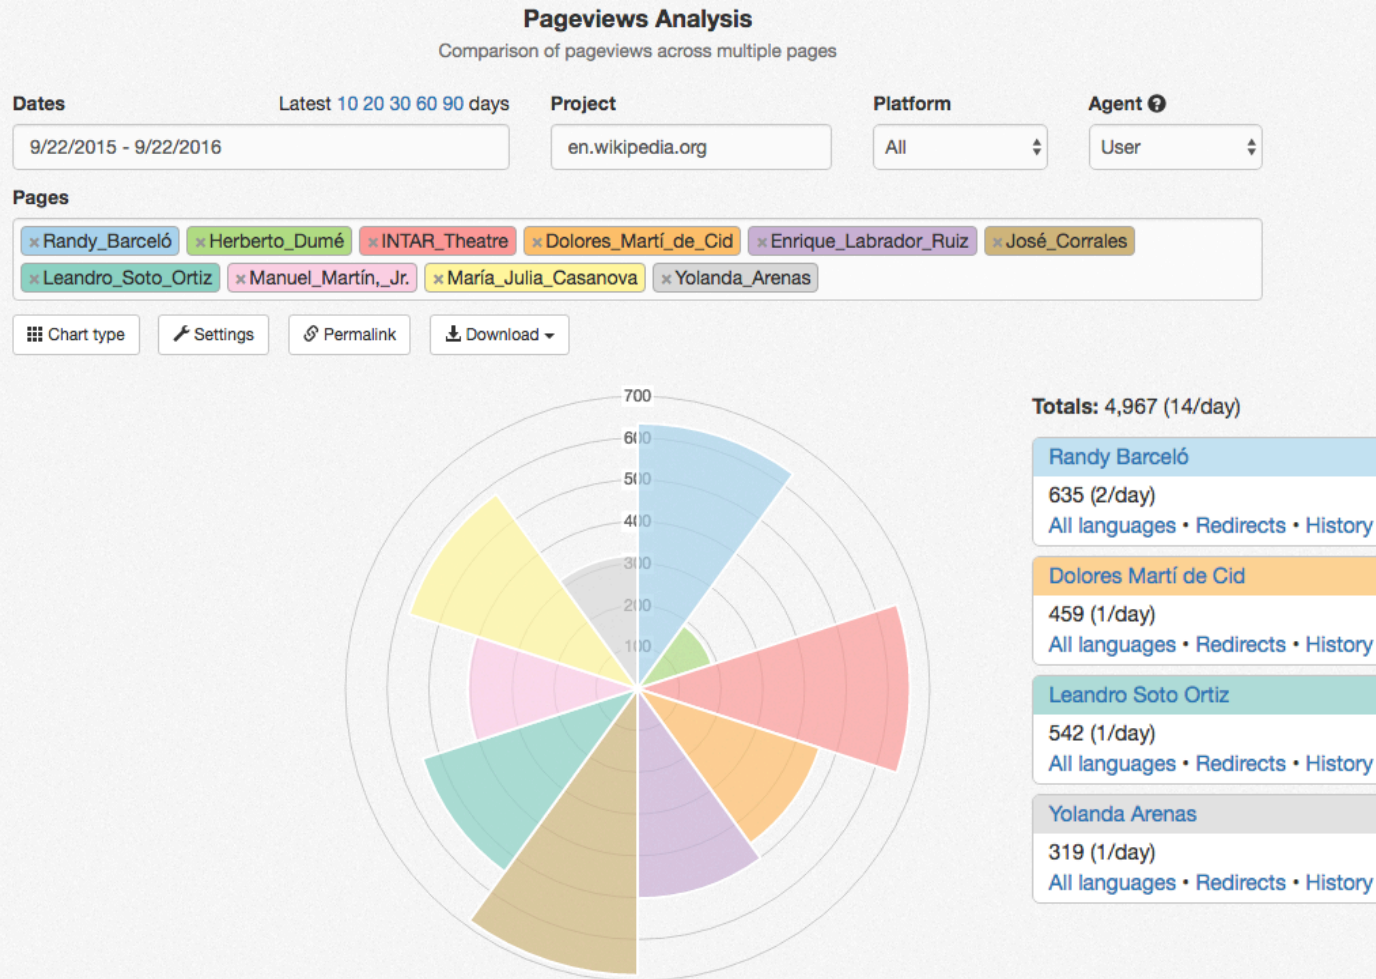 Pageviews Analysis
Comparison of pageviews across multiple pages
Dates
Latest 10 20 30 60 90 days
Project
Platform
Agent ?
9/22/2015 - 9/22/2016
en.wikipedia.org
All
User
Pages
× Randy_Barceló × Herberto_Dumé × INTAR_Theatre × Dolores_Martí_de_Cid × Enrique_Labrador_Ruiz × José_Corrales
× Leandro_Soto_Ortiz × Manuel_Martín,_Jr. × María_Julia_Casanova × Yolanda_Arenas
Chart type
Settings
Permalink
Download
700
600
500
400
300
200
100
Totals: 4,967 (14/day)
Randy Barceló
635 (2/day)
All languages • Redirects • History
Dolores Martí de Cid
459 (1/day)
All languages • Redirects • History
Leandro Soto Ortiz
542 (1/day)
All languages • Redirects • History
Yolanda Arenas
319 (1/day)
All languages • Redirects • History